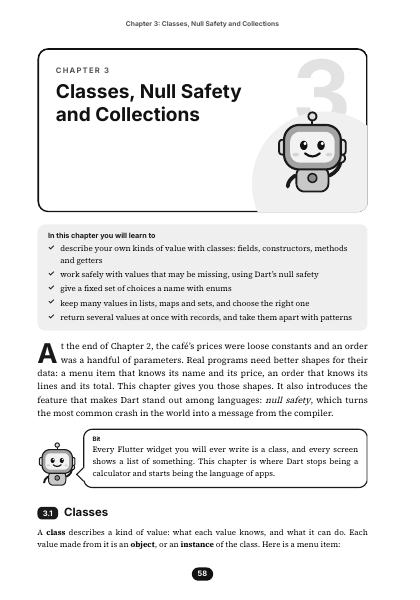 Chapter 3: Classes, Null Safety and Collections
CHAPTER 3
3
Classes, Null Safety
and Collections
In this chapter you will learn to
✓ describe your own kinds of value with classes: fields, constructors, methods
and getters
✓ work safely with values that may be missing, using Dart's null safety
✓ give a fixed set of choices a name with enums
✓ keep many values in lists, maps and sets, and choose the right one
✓ return several values at once with records, and take them apart with patterns
At the end of Chapter 2, the café's prices were loose constants and an order
was a handful of parameters. Real programs need better shapes for their
data: a menu item that knows its name and its price, an order that knows its
lines and its total. This chapter gives you those shapes. It also introduces the
feature that makes Dart stand out among languages: null safety, which turns
the most common crash in the world into a message from the compiler.
Bit
Every Flutter widget you will ever write is a class, and every screen
shows a list of something. This chapter is where Dart stops being a
calculator and starts being the language of apps.
3.1 Classes
A class describes a kind of value: what each value knows, and what it can do. Each
value made from it is an object, or an instance of the class. Here is a menu item:
58